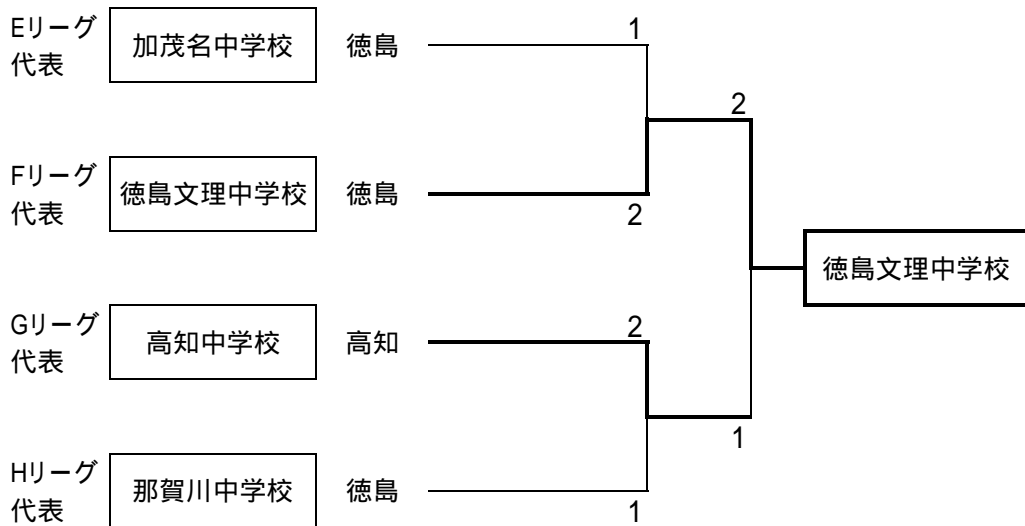 Eリーグ
代表
加茂名中学校
徳島
1
2
Fリーグ
代表
徳島文理中学校
徳島
2
徳島文理中学校
Gリーグ
代表
高知中学校
高知
2
1
Hリーグ
代表
那賀川中学校
徳島
1